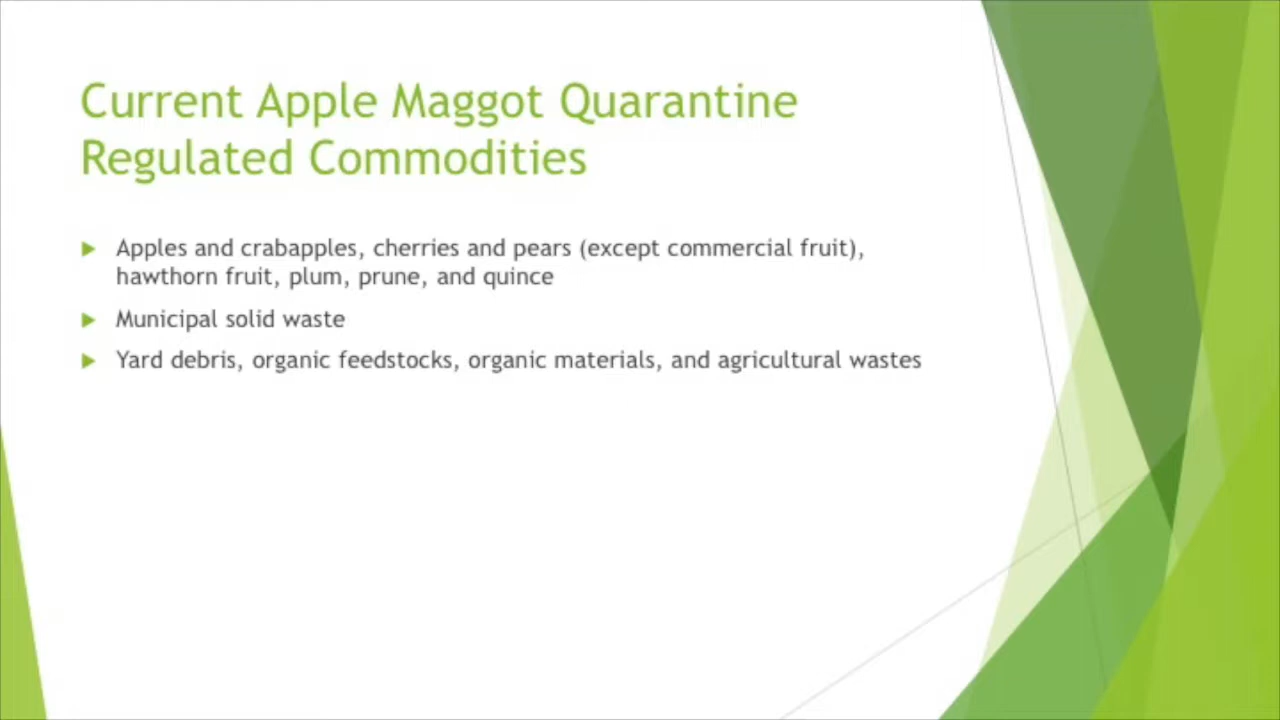 Current Apple Maggot Quarantine
Regulated Commodities
Apples and crabapples, cherries and pears (except commercial fruit),
hawthorn fruit, plum, prune, and quince
Municipal solid waste
Yard debris, organic feedstocks, organic materials, and agricultural wastes